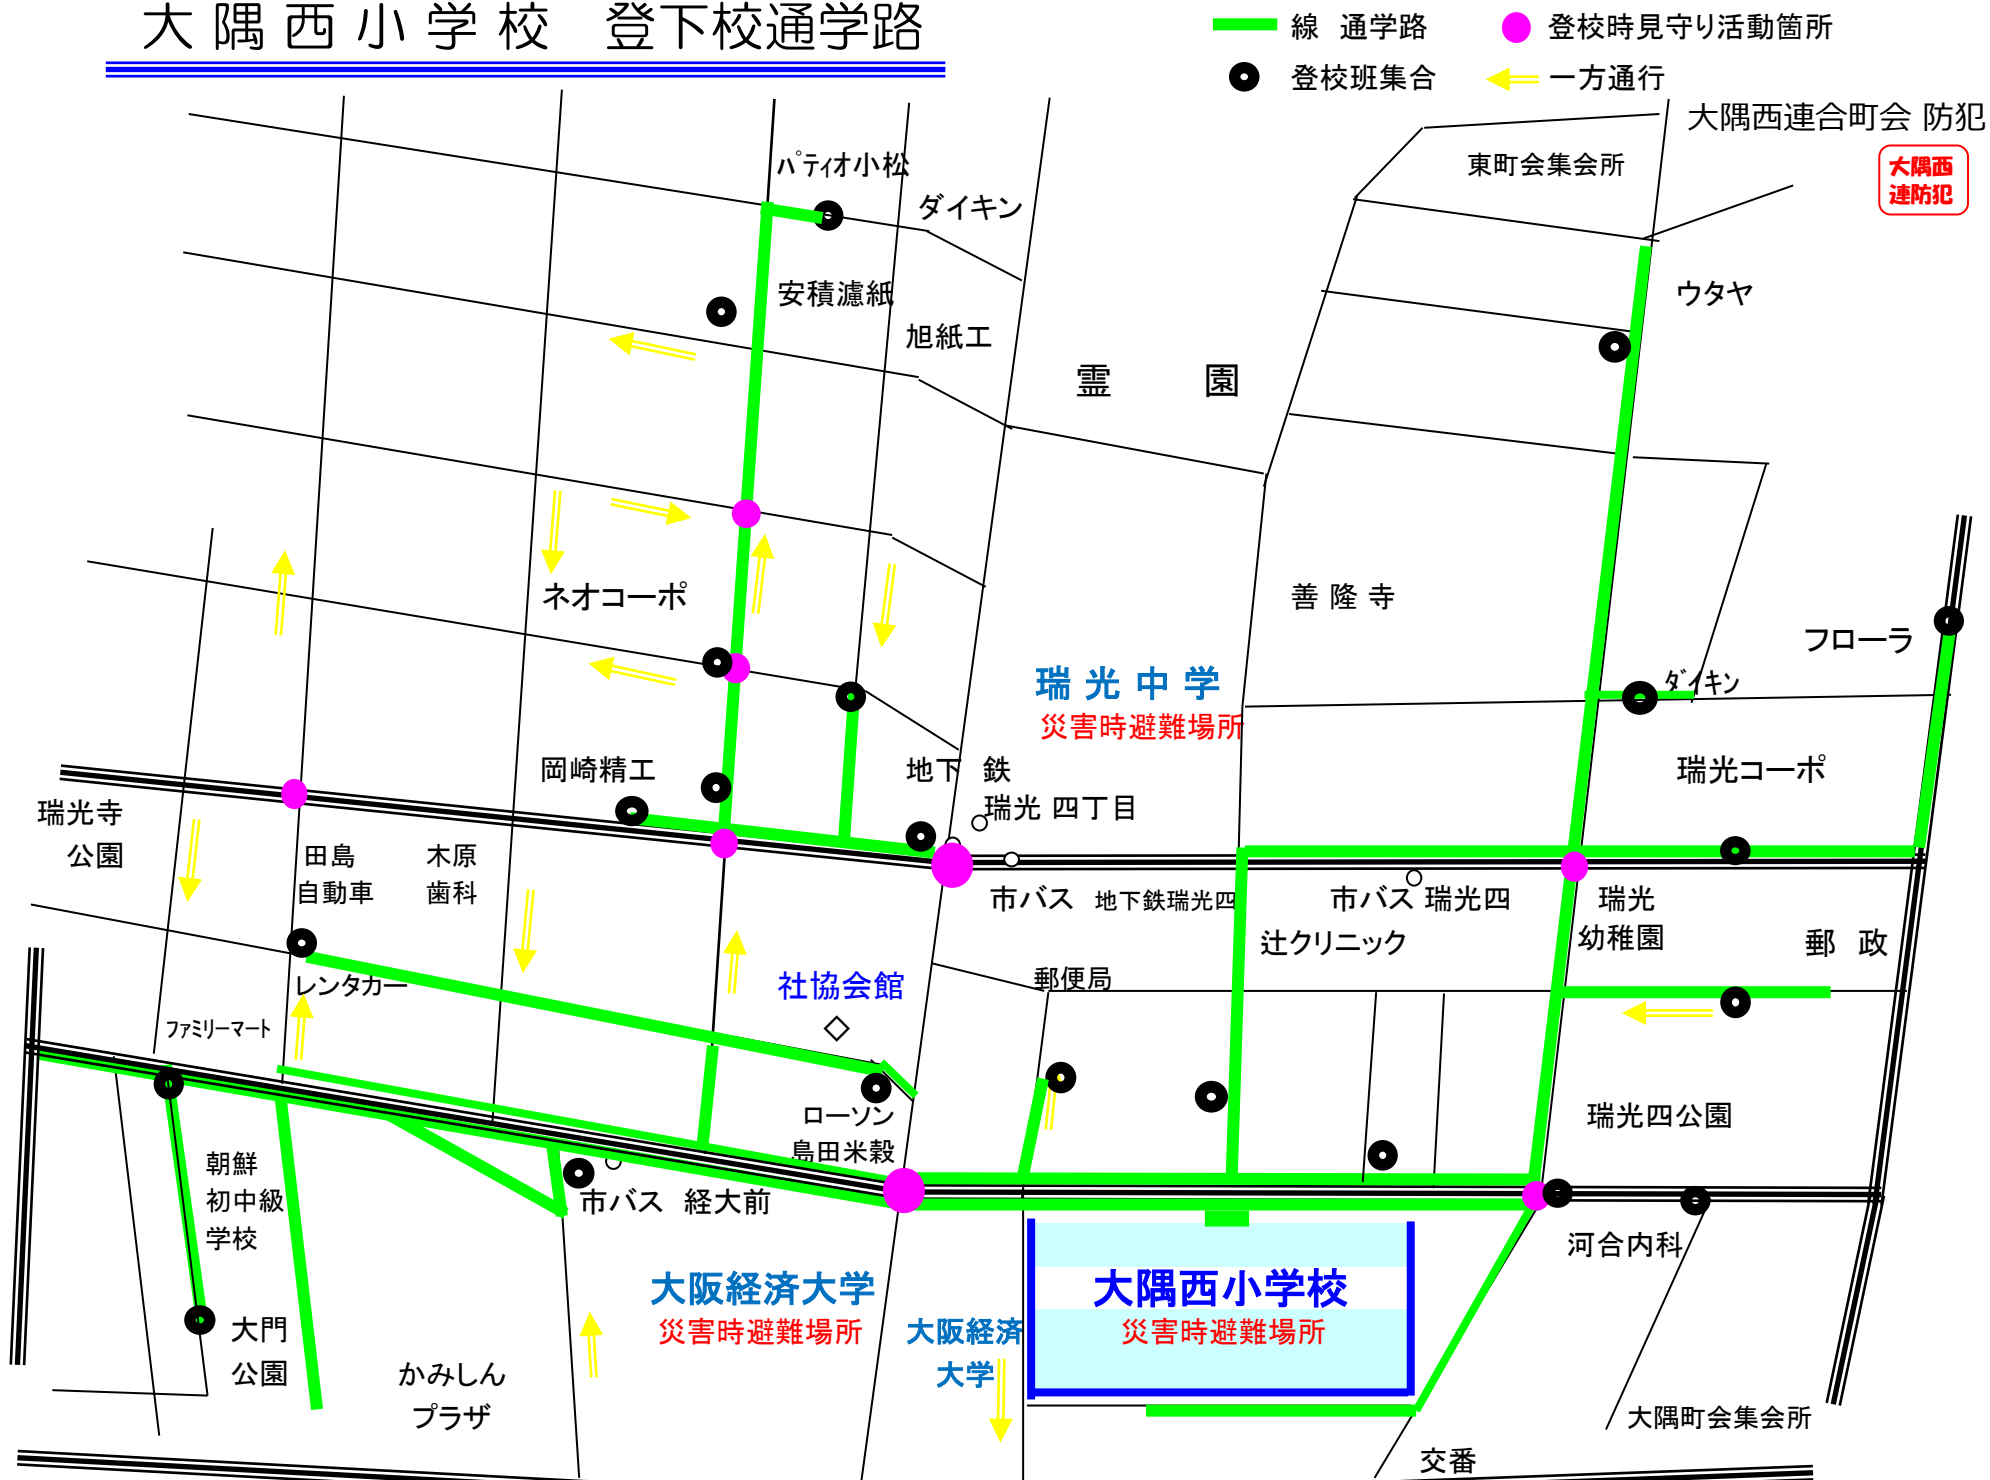 大隅西小学校　登下校通学路
線　通学路
登校時見守り活動箇所
登校班集合
一方通行
大隅西連合町会 防犯
大隅西
連防犯
パティオ小松
東町会集会所
ダイキン
安積濾紙
ウタヤ
旭紙工
霊　園
ネオコーポ
善 隆 寺
フローラ
瑞 光 中 学
災害時避難場所
ダイキン
岡崎精工
地下 鉄
瑞光 四丁目
瑞光コーポ
瑞光寺
公園
田島
自動車
木原
歯科
市バス 地下鉄瑞光四
市バス 瑞光四
瑞光
幼稚園
辻クリニック
郵 政
レンタカー
社協会館
郵便局
ファミリーマート
ローソン
島田米穀
瑞光四公園
朝鮮
初中級
学校
市バス 経大前
河合内科
大阪経済大学
災害時避難場所
大隅西小学校
災害時避難場所
大阪経済
大学
大門
公園
かみしん
プラザ
大隅町会集会所
交番